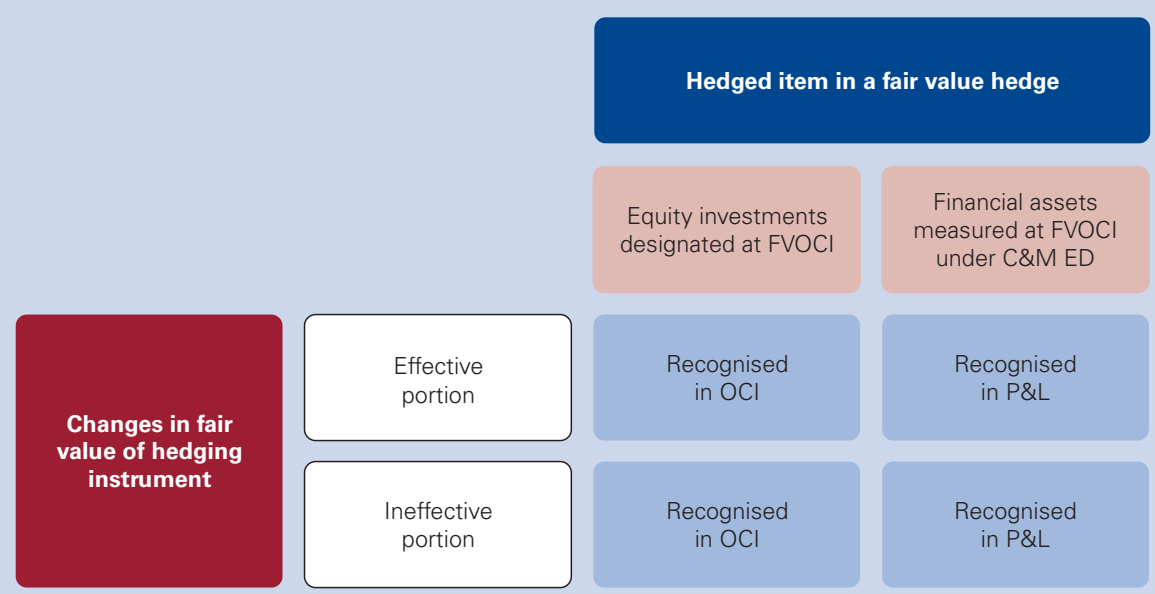 Hedged item in a fair value hedge
Equity investments
designated at FVOCI
Financial assets
measured at FVOCI
under C&M ED
Changes in fair
value of hedging
instrument
Effective
portion
Recognised
in OCI
Recognised
in P&L
Ineffective
portion
Recognised
in OCI
Recognised
in P&L